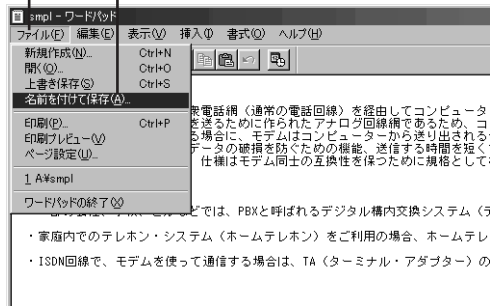 smpl - ワードパッド
ファイル(F) 編集(E) 表示(V) 挿入(I) 書式(O) ヘルプ(H)
新規作成(N)... Ctrl+N
開く(O)... Ctrl+O
上書き保存(S) Ctrl+S
名前を付けて保存(A)...
印刷(P)... Ctrl+P
印刷プレビュー(V)
ページ設定(U)...
1 A¥smpl
ワードパッドの終了(X)
衆電話網（通常の電話回線）を経由してコンピュータ
を送るために作られたアナログ回線網であるため、コ
る場合に、モデムはコンピューターから送り出される
データの破損を防ぐための機能、送信する時間を短く
仕様はモデム同士の互換性を保つために規格として
などでは、PBXと呼ばれるデジタル構内交換システム（デ
・家庭内でのテレホン・システム（ホームテレホン）をご利用の場合、ホームテレ
・ISDN回線で、モデムを使って通信する場合は、TA（ターミナル・アダプター）の